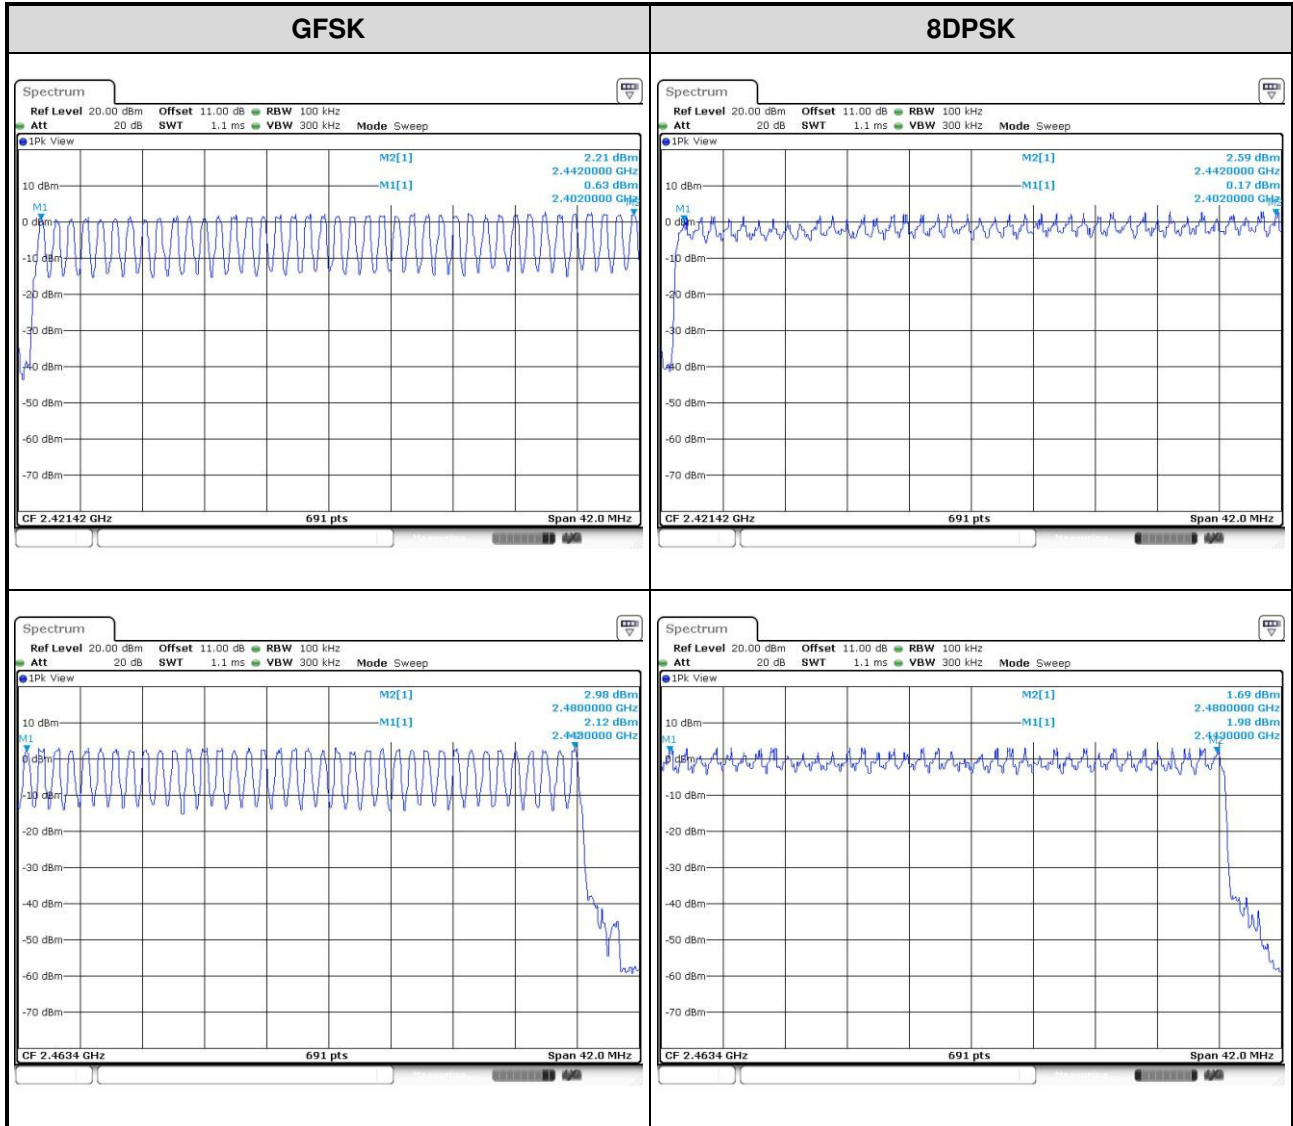 GFSK 8DPSK
Spectrum
Ref Level 20.00 dBm Offset 11.00 dB RBW 100 kHz
Att 20 dB SWT 1.1 ms VBW 300 kHz Mode Sweep
1Pk View
M2[1] 2.21 dBm
2.4420000 GHz
10 dBm M1[1] 0.63 dBm
2.4020000 GHz
M1
0 dBm
-10 dBm
-20 dBm
-30 dBm
-40 dBm
-50 dBm
-60 dBm
-70 dBm
CF 2.42142 GHz 691 pts Span 42.0 MHz
Spectrum
Ref Level 20.00 dBm Offset 11.00 dB RBW 100 kHz
Att 20 dB SWT 1.1 ms VBW 300 kHz Mode Sweep
1Pk View
M2[1] 2.59 dBm
2.4420000 GHz
10 dBm M1[1] 0.17 dBm
2.4020000 GHz
M1
0 dBm
-10 dBm
-20 dBm
-30 dBm
-40 dBm
-50 dBm
-60 dBm
-70 dBm
CF 2.42142 GHz 691 pts Span 42.0 MHz
Spectrum
Ref Level 20.00 dBm Offset 11.00 dB RBW 100 kHz
Att 20 dB SWT 1.1 ms VBW 300 kHz Mode Sweep
1Pk View
M2[1] 2.98 dBm
2.4800000 GHz
10 dBm M1[1] 2.12 dBm
M1
0 dBm
-10 dBm
-20 dBm
-30 dBm
-40 dBm
-50 dBm
-60 dBm
-70 dBm
CF 2.4634 GHz 691 pts Span 42.0 MHz
Spectrum
Ref Level 20.00 dBm Offset 11.00 dB RBW 100 kHz
Att 20 dB SWT 1.1 ms VBW 300 kHz Mode Sweep
1Pk View
M2[1] 1.69 dBm
2.4800000 GHz
10 dBm M1[1] 1.98 dBm
M1
0 dBm
-10 dBm
-20 dBm
-30 dBm
-40 dBm
-50 dBm
-60 dBm
-70 dBm
CF 2.4634 GHz 691 pts Span 42.0 MHz